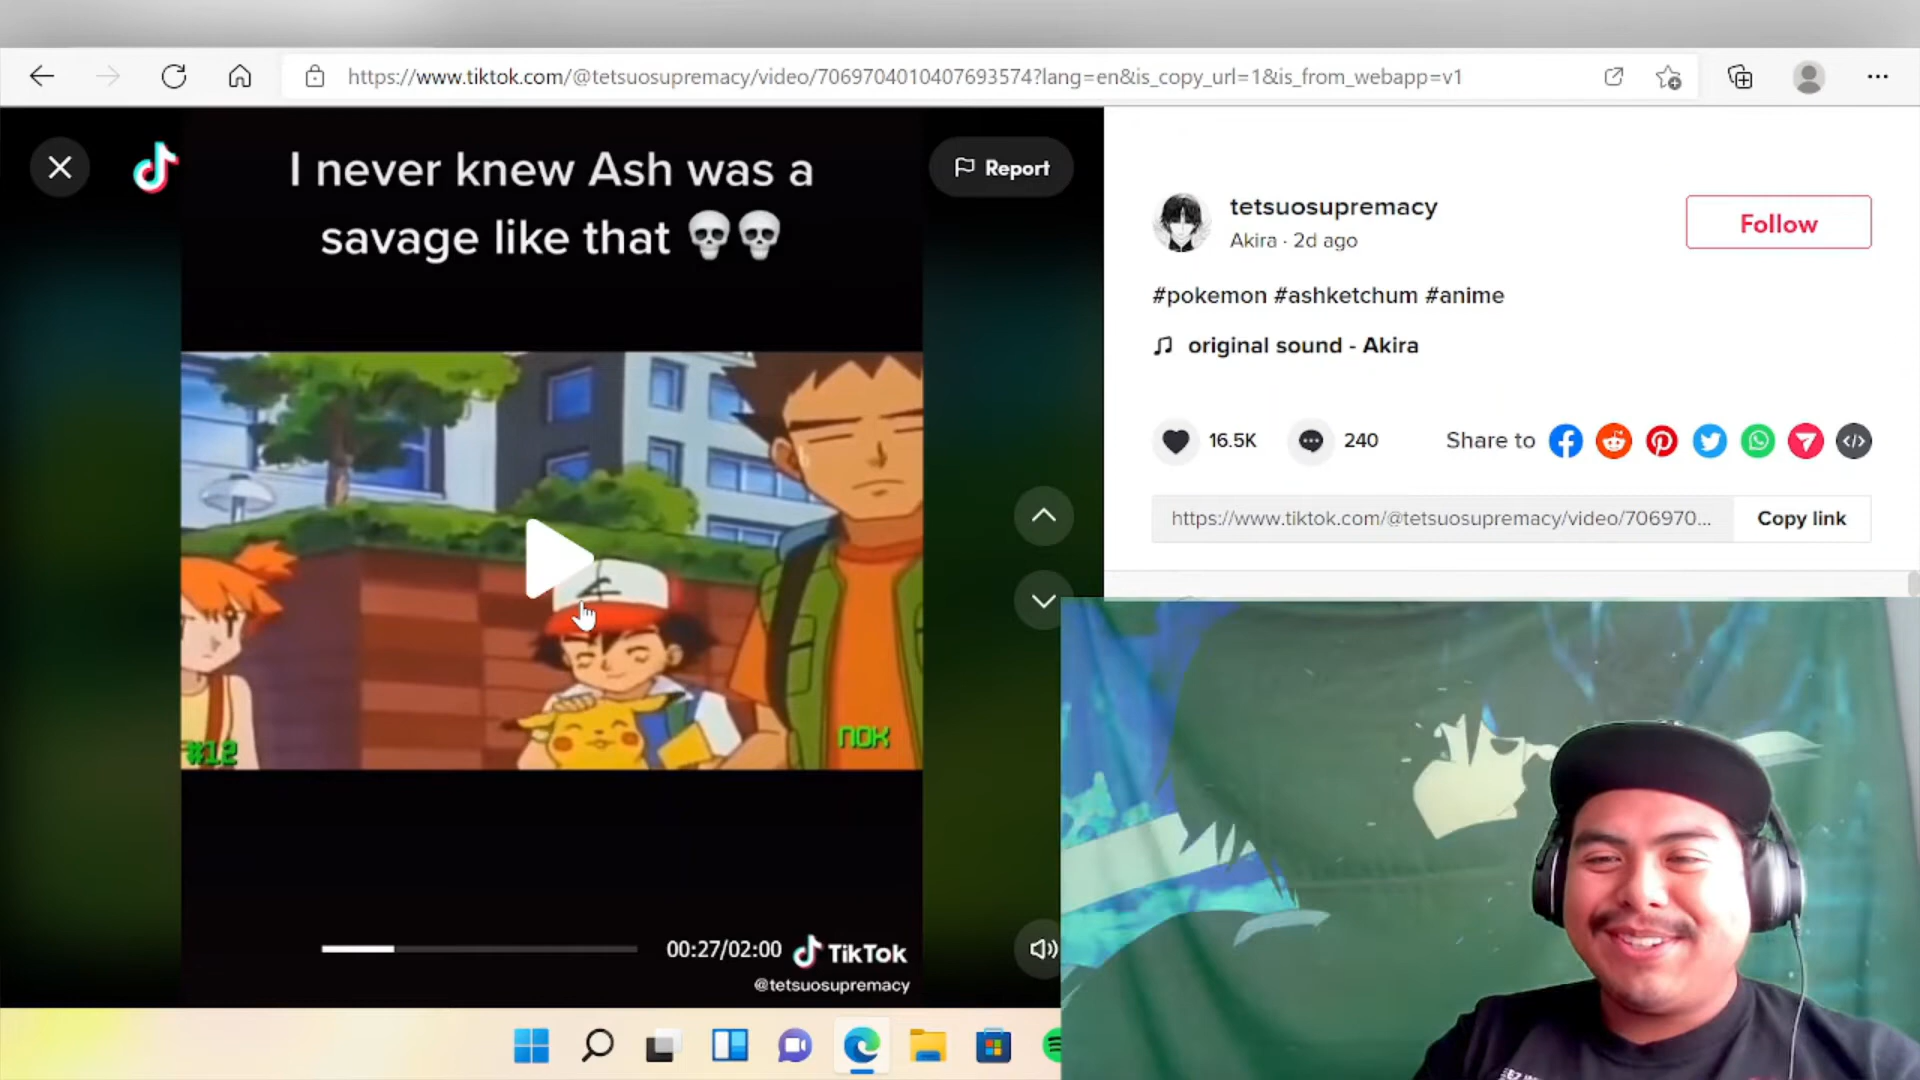 https://www.tiktok.com/@tetsuosupremacy/video/7069704010407693574?lang=en&is_copy_url=1&is_from_webapp=v1
I never knew Ash was a
savage like that 💀💀
Report
#12
NOK
00:27/02:00
TikTok
@tetsuosupremacy
tetsuosupremacy
Akira · 2d ago
Follow
#pokemon #ashketchum #anime
original sound - Akira
16.5K
240
Share to
https://www.tiktok.com/@tetsuosupremacy/video/706970...
Copy link